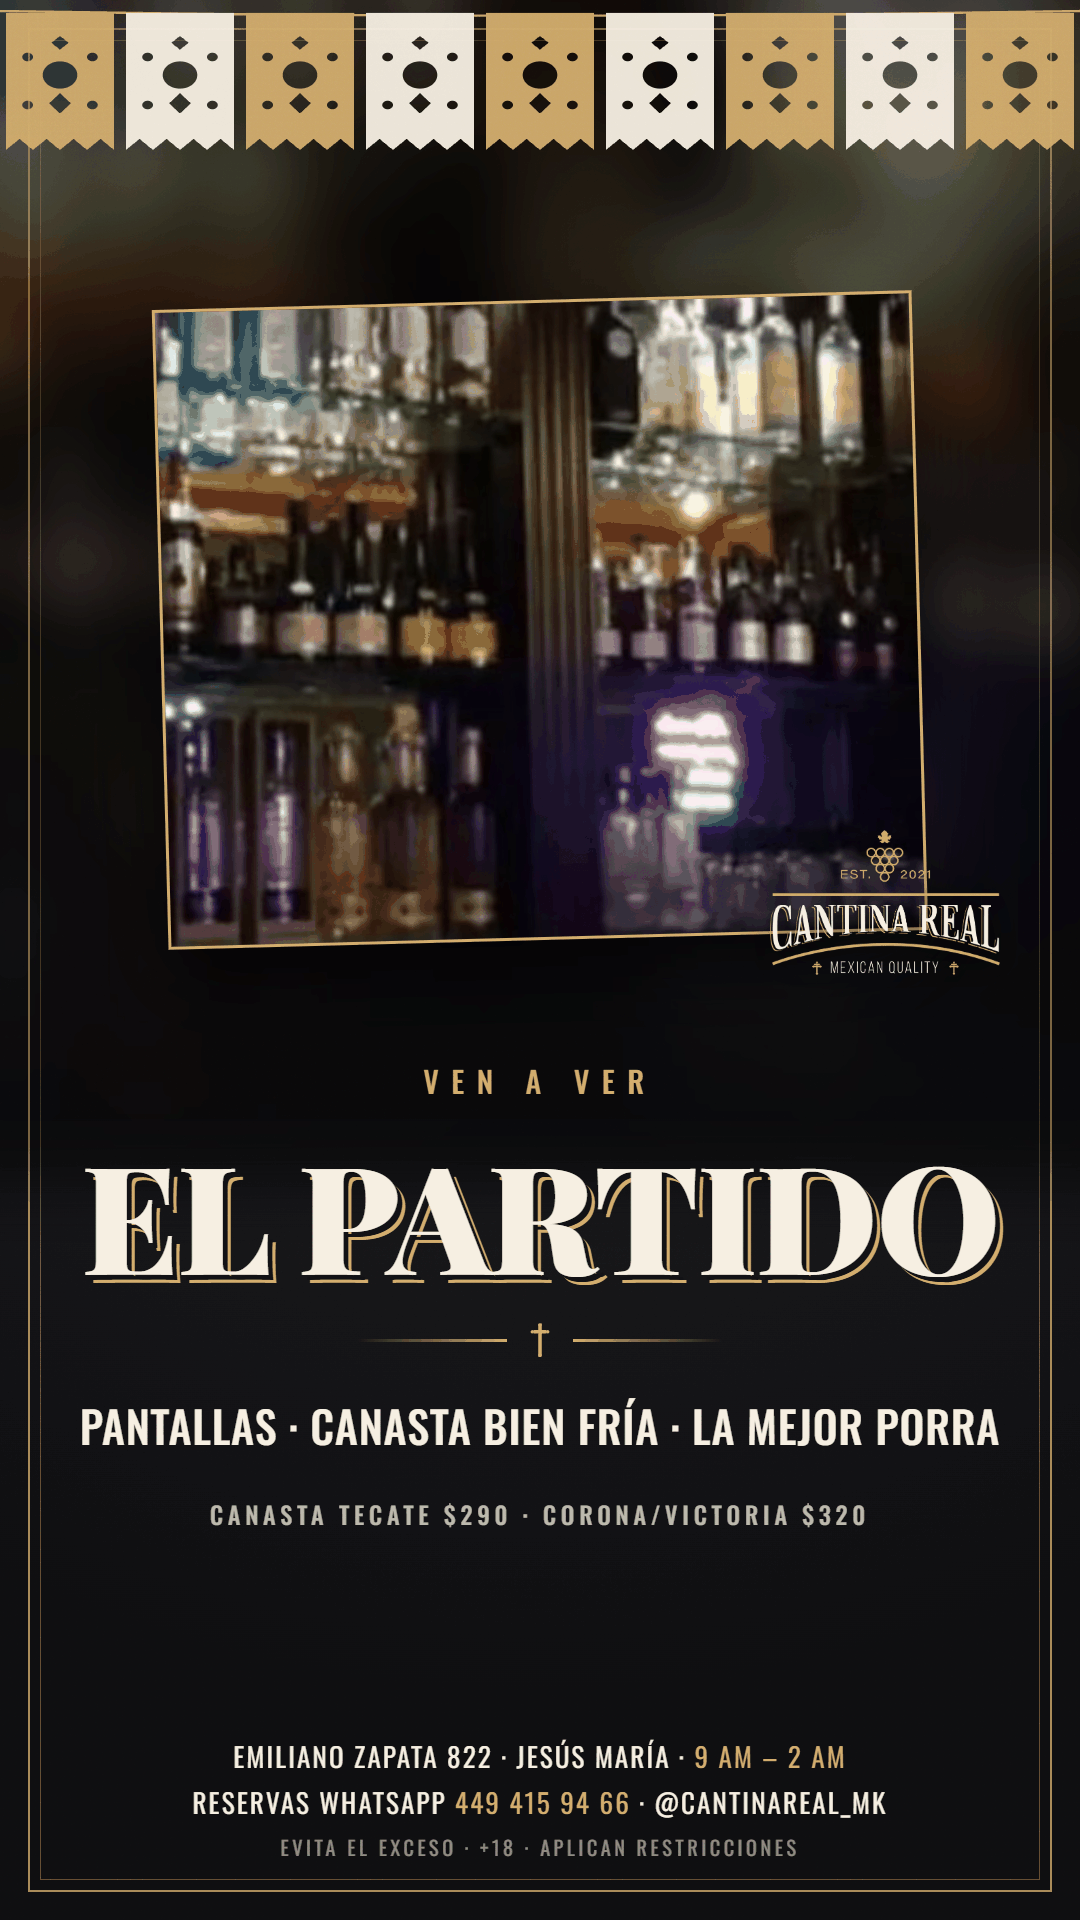 EST. 2021
CANTINA REAL
† MEXICAN QUALITY †
VEN A VER
EL PARTIDO
†
PANTALLAS · CANASTA BIEN FRÍA · LA MEJOR PORRA
CANASTA TECATE $290 · CORONA/VICTORIA $320
EMILIANO ZAPATA 822 · JESÚS MARÍA · 9 AM – 2 AM
RESERVAS WHATSAPP 449 415 94 66 · @CANTINAREAL_MK
EVITA EL EXCESO · +18 · APLICAN RESTRICCIONES